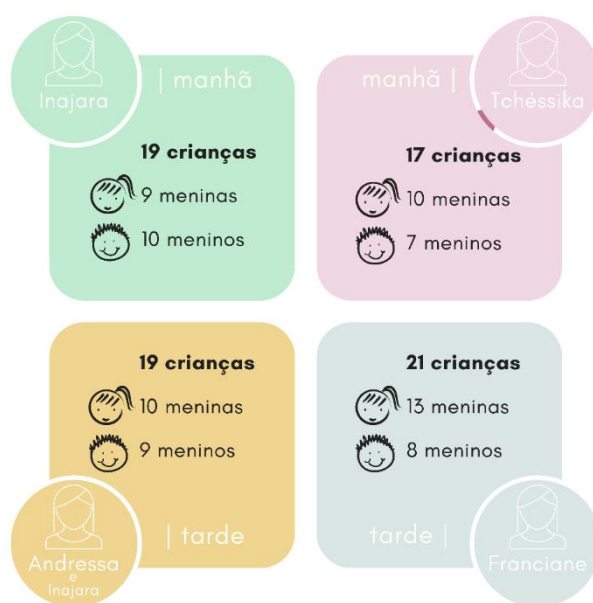 Inajara
| manhã
19 crianças
9 meninas
10 meninos
manhã |
Tchéssika
17 crianças
10 meninas
7 meninos
19 crianças
10 meninas
9 meninos
Andressa
e
Inajara
| tarde
21 crianças
13 meninas
8 meninos
tarde |
Franciane